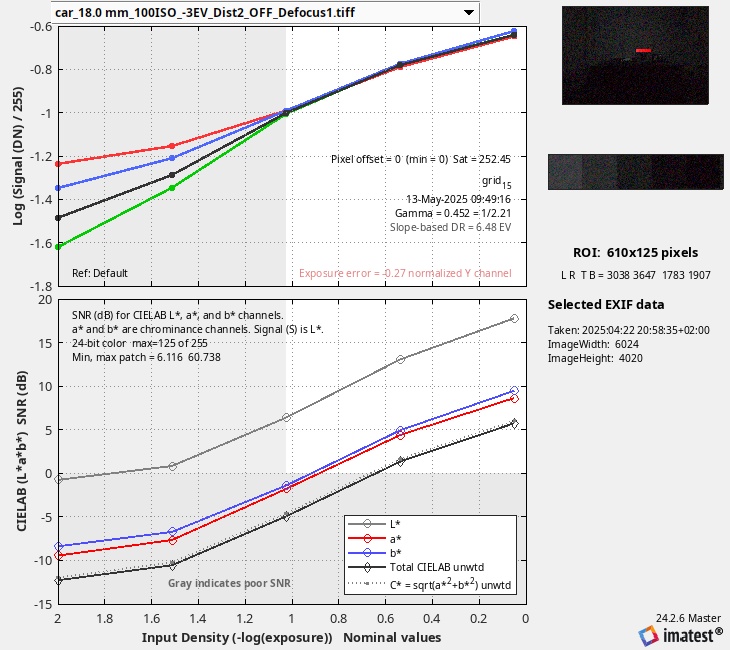 car_18.0 mm_100ISO_-3EV_Dist2_OFF_Defocus1.tiff
-0.6
-0.8
-1
-1.2
-1.4
-1.6
-1.8
Log (Signal (DN) / 255)
Pixel offset = 0 (min = 0) Sat = 252.45
grid15
13-May-2025 09:49:16
Gamma = 0.452 = 1/2.21
Slope-based DR = 6.48 EV
Ref: Default
Exposure error = -0.27 normalized Y channel
ROI: 610x125 pixels
L R T B = 3038 3647 1783 1907
Selected EXIF data
Taken: 2025:04:22 20:58:35+02:00
ImageWidth: 6024
ImageHeight: 4020
20
15
10
5
0
-5
-10
-15
CIELAB (L*a*b*) SNR (dB)
SNR (dB) for CIELAB L*, a*, and b* channels.
a* and b* are chrominance channels. Signal (S) is L*.
24-bit color max=125 of 255
Min, max patch = 6.116 60.738
L*
a*
b*
Total CIELAB unwtd
C* = sqrt(a*2+b*2) unwtd
Gray indicates poor SNR
2 1.8 1.6 1.4 1.2 1 0.8 0.6 0.4 0.2 0
Input Density (-log(exposure)) Nominal values
24.2.6 Master
imatest®